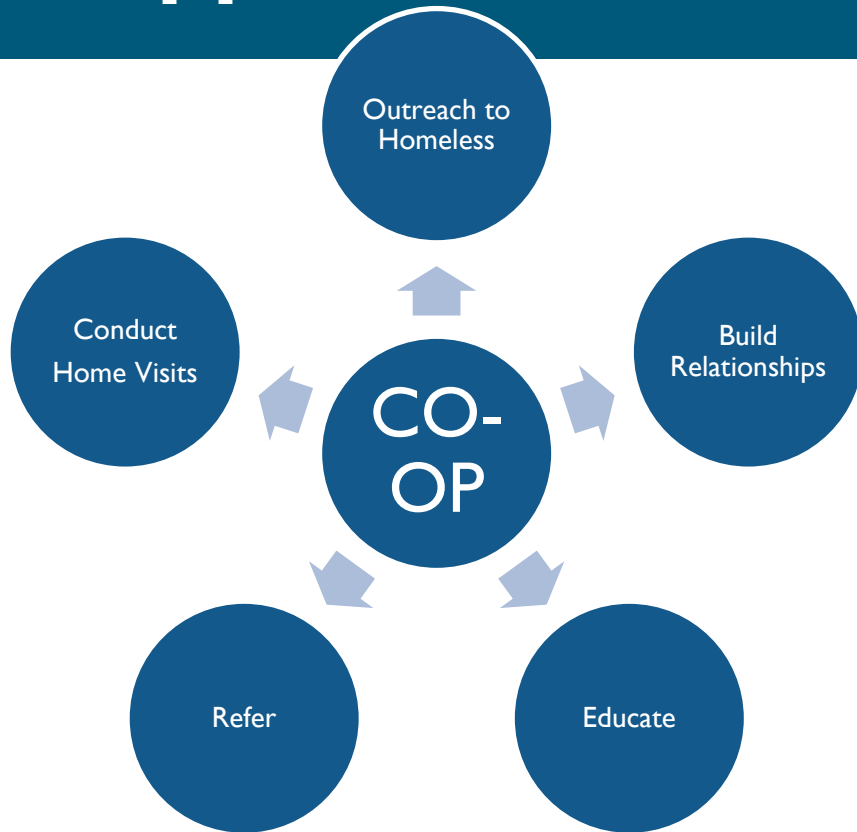 Outreach to
Homeless
Build
Relationships
Educate
Refer
Conduct
Home Visits
CO-
OP